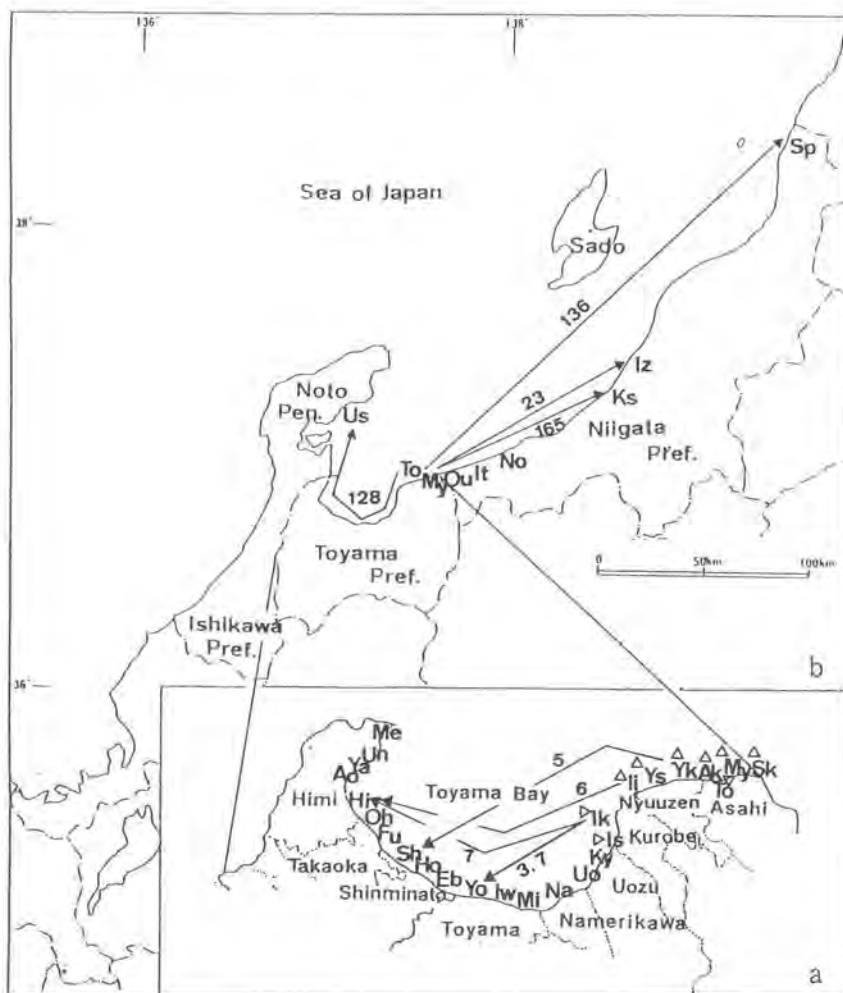 136°
138°
Sp
Sea of Japan
38°
Sado
136
Iz
Noto
Pen.
23
Ks
Us
165
Niigata
Pref.
No
To
My
Ou
It
128
0 50km 100km
Toyama
Pref.
Ishikawa
Pref.
b
36°
Me
Un
Ya
Ao
5
Yk
Ak
My
Sk
Ys
Ij
To
6
Toyama Bay
Himi
Hi
Nyuuzen
Asahi
Oh
Ik
Fu
Is
Kurobe
7
Sh
3.7
Ky
Takaoka
Ho
Uo
Eb
Yo
Iw
Mi
Na
Uozu
Shinminato
Namerikawa
Toyama
a